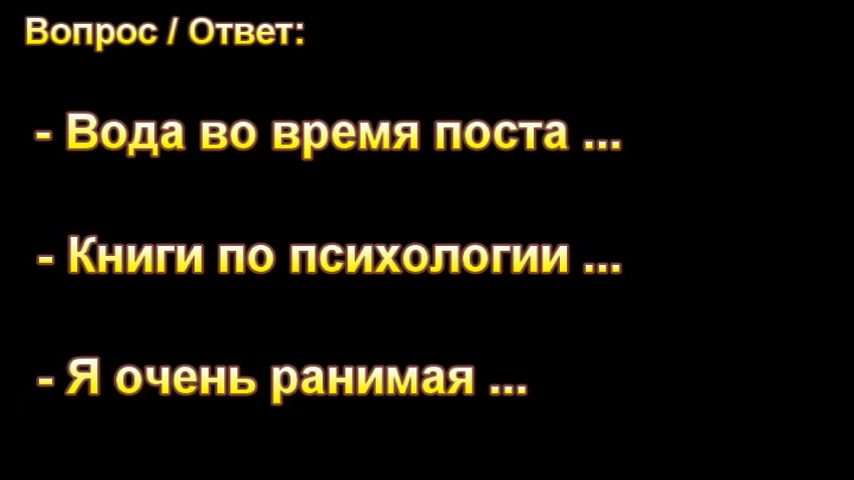 Вопрос / Ответ:
- Вода во время поста ...
- Книги по психологии ...
- Я очень ранимая ...